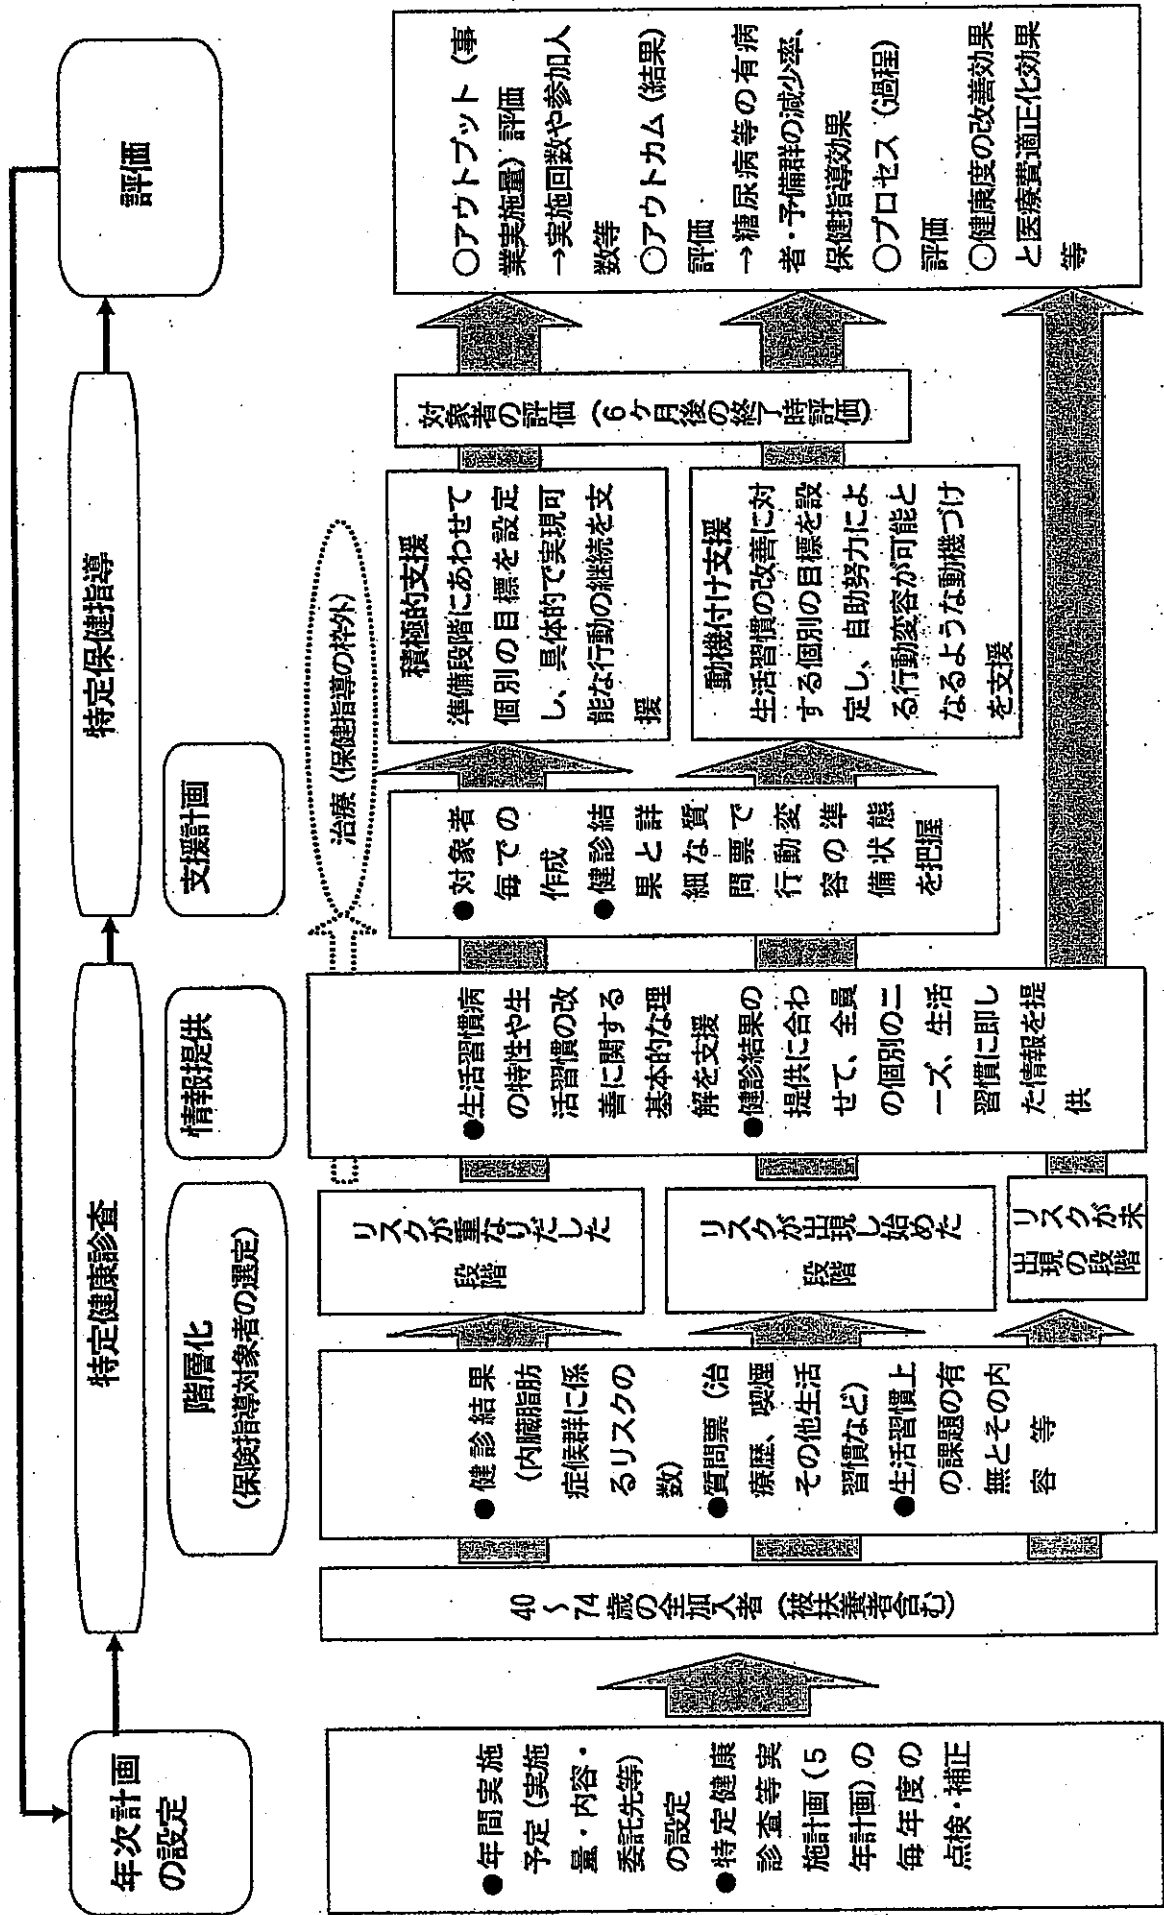 年次計画
の設定
特定健康診査
特定保健指導
評価
階層化
(保険指導対象者の選定)
情報提供
支援計画
●年間実施
予定(実施
量・内容・
委託先等)
の設定
●特定健康
診査等実
施計画(5
年計画)の
毎年度の
点検・補正
40~74歳の全加入者(被扶養者含む)
●健診結果
(内臓脂肪
症候群に係
るリスクの
数)
●質問票(治
療歴、喫煙
その他生活
習慣など)
●生活習慣上
の課題の有
無とその内
容 等
リスクが重なりだした
段階
リスクが出現し始めた
段階
リスクが未
出現の段階
●生活習慣病
の特性や生
活習慣の改
善に関する
基本的な理
解を支援
●健診結果の
提供に合わ
せて、全員
の個別のニ
ーズ、生活
習慣に即し
た情報を提
供
治療(保健指導の枠外)
●対象者
毎での
作成
●健診結
果と詳
細な質
問票で
行動変
容の準
備状態
を把握
積極的支援
準備段階にあわせて
個別の目標を設定
し、具体的で実現可
能な行動の継続を支
援
動機付け支援
生活習慣の改善に対
する個別の目標を設
定し、自助努力によ
る行動変容が可能と
なるような動機づけ
を支援
対象者の評価(6ヶ月後の終了時評価)
○アウトプット(事
業実施量)評価
→実施回数や参加人
数等
○アウトカム(結果)
評価
→糖尿病等の有病
者・予備群の減少率、
保健指導効果
○プロセス(過程)
評価
○健康度の改善効果
と医療費適正化効果
等